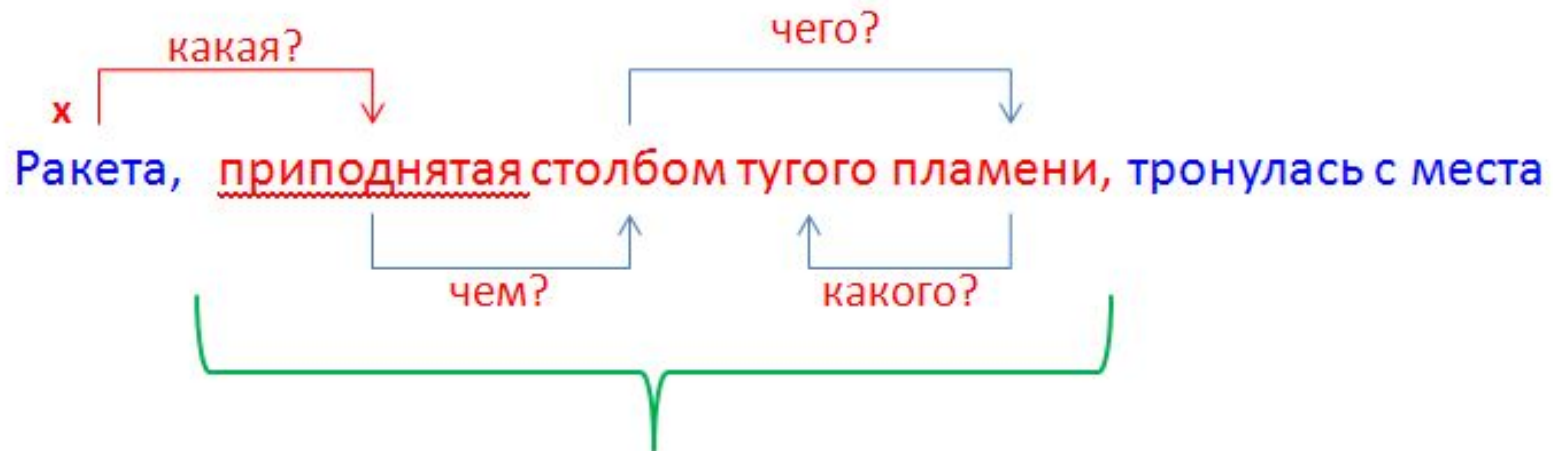 какая?
чего?
х
Ракета, приподнятая столбом тугого пламени, тронулась с места
чем?
какого?